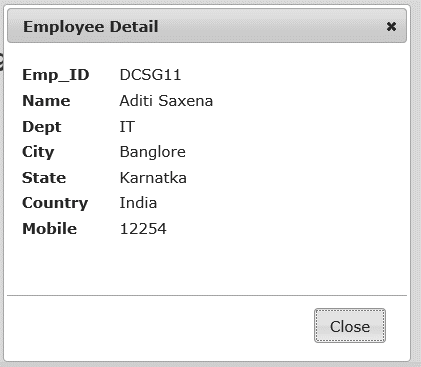 Employee Detail
Emp_ID DCSG11
Name Aditi Saxena
Dept IT
City Banglore
State Karnatka
Country India
Mobile 12254
Close